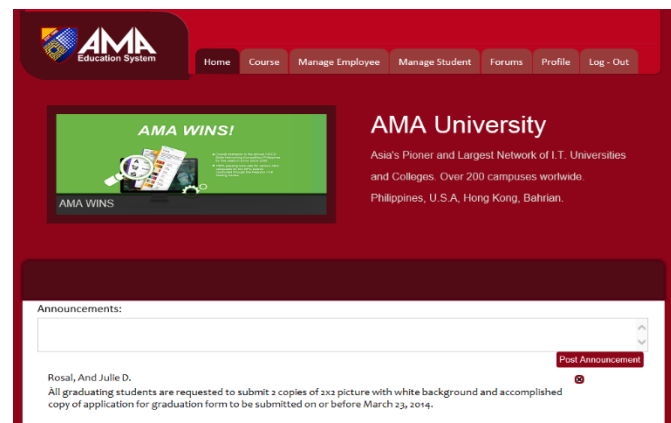 AMA
Education System
Home Course Manage Employee Manage Student Forums Profile Log - Out
AMA WINS!
AMA WINS
AMA University
Asia's Pioner and Largest Network of I.T. Universities
and Colleges. Over 200 campuses worlwide.
Philippines, U.S.A, Hong Kong, Bahrian.
Announcements:
Post Announcement
Rosal, And Julie D.
All graduating students are requested to submit 2 copies of 2x2 picture with white background and accomplished
copy of application for graduation form to be submitted on or before March 23, 2014.